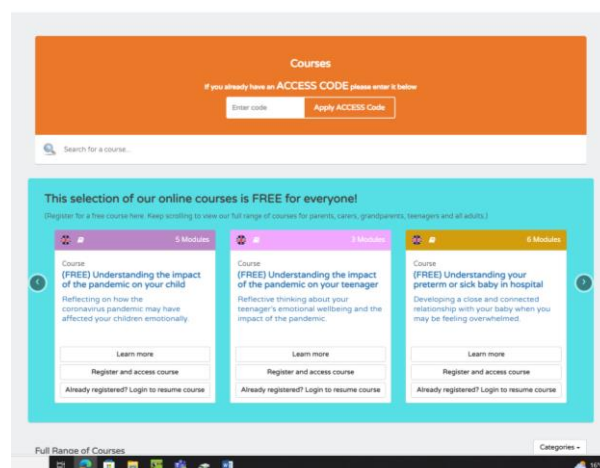 Courses
If you already have an ACCESS CODE please enter it below
Enter code
Apply ACCESS Code
Search for a course...
This selection of our online courses is FREE for everyone!
(Register for a free course here. Keep scrolling to view our full range of courses for parents, carers, grandparents, teenagers and all adults.)
5 Modules
Course
(FREE) Understanding the impact
of the pandemic on your child
Reflecting on how the
coronavirus pandemic may have
affected your children emotionally.
Learn more
Register and access course
Already registered? Login to resume course
3 Modules
Course
(FREE) Understanding the impact
of the pandemic on your teenager
Reflective thinking about your
teenager's emotional wellbeing and the
impact of the pandemic.
Learn more
Register and access course
Already registered? Login to resume course
6 Modules
Course
(FREE) Understanding your
preterm or sick baby in hospital
Developing a close and connected
relationship with your baby when you
may be feeling overwhelmed.
Learn more
Register and access course
Already registered? Login to resume course
Full Range of Courses
Categories